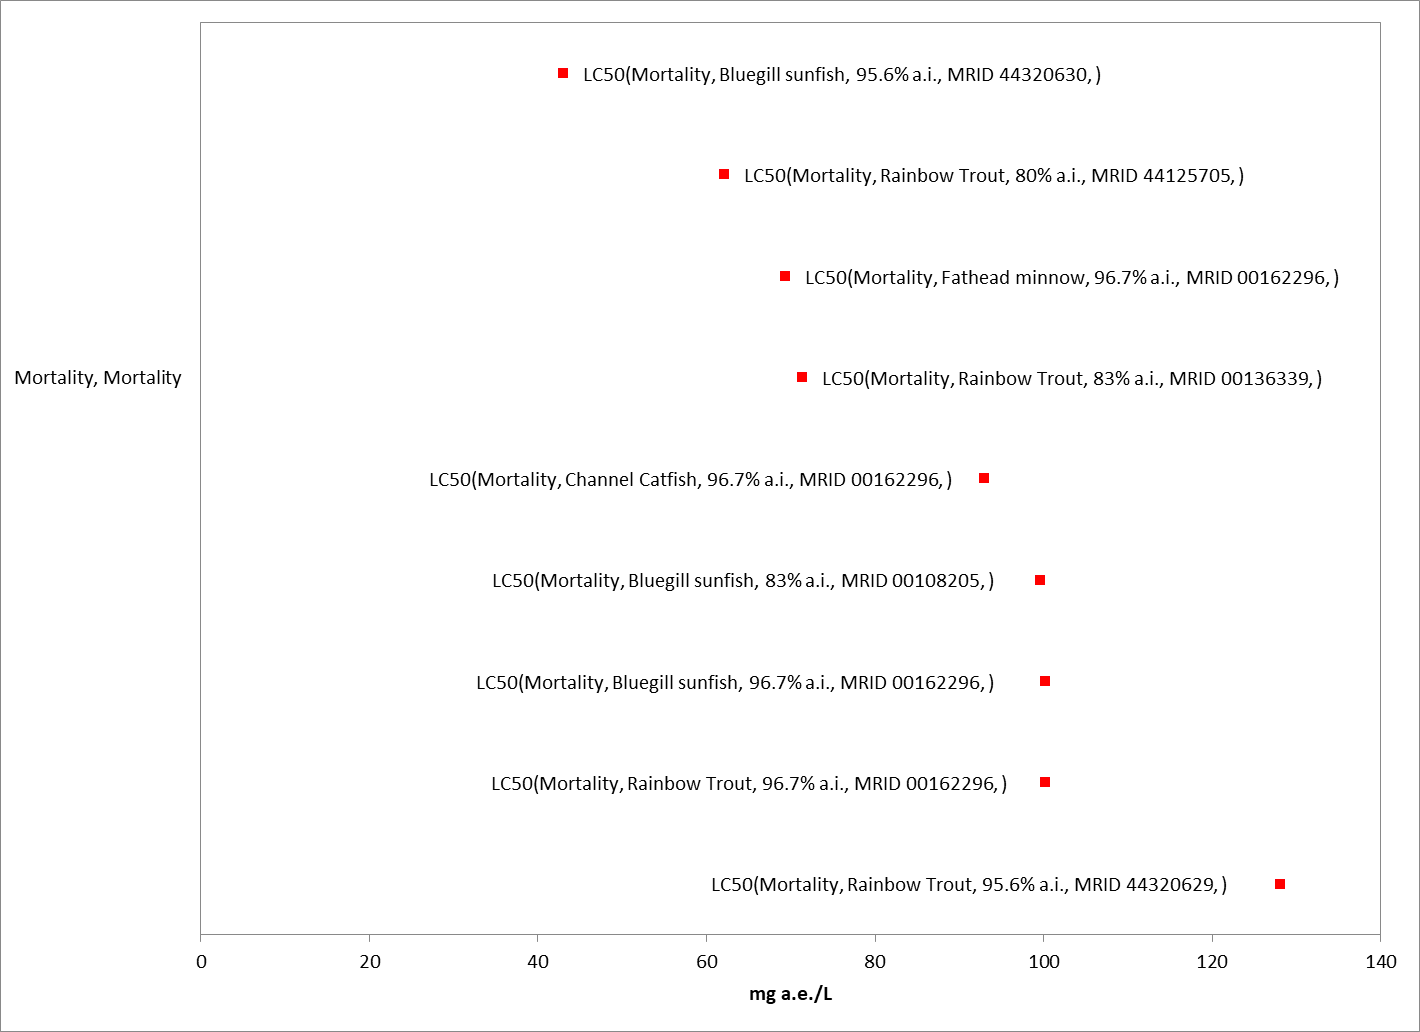 LC50(Mortality, Bluegill sunfish, 95.6% a.i., MRID 44320630, )
LC50(Mortality, Rainbow Trout, 80% a.i., MRID 44125705, )
LC50(Mortality, Fathead minnow, 96.7% a.i., MRID 00162296, )
Mortality, Mortality
LC50(Mortality, Rainbow Trout, 83% a.i., MRID 00136339, )
LC50(Mortality, Channel Catfish, 96.7% a.i., MRID 00162296, )
LC50(Mortality, Bluegill sunfish, 83% a.i., MRID 00108205, )
LC50(Mortality, Bluegill sunfish, 96.7% a.i., MRID 00162296, )
LC50(Mortality, Rainbow Trout, 96.7% a.i., MRID 00162296, )
LC50(Mortality, Rainbow Trout, 95.6% a.i., MRID 44320629, )
0 20 40 60 80 100 120 140
mg a.e./L